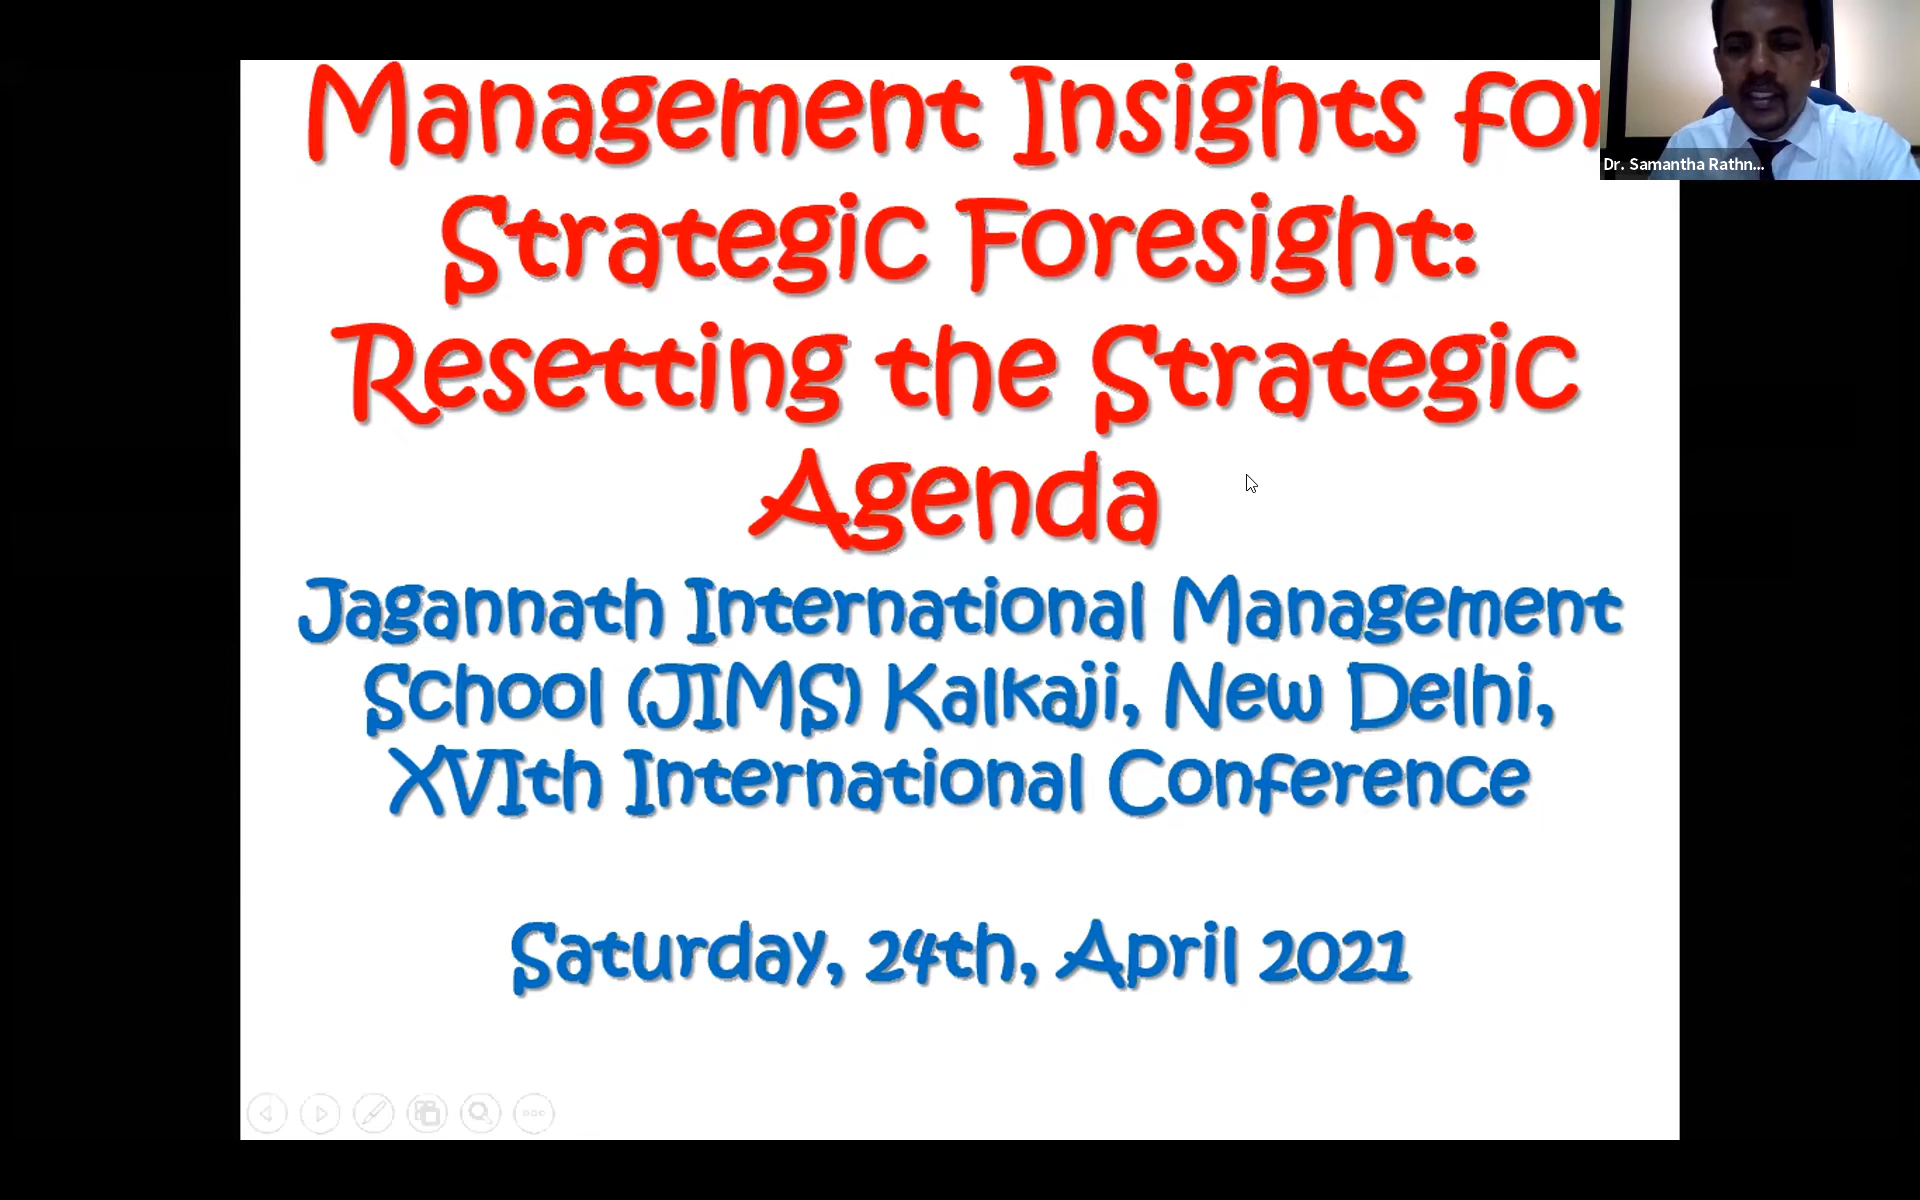 Management Insights for
Strategic Foresight:
Resetting the Strategic
Agenda
Jagannath International Management
School (JIMS) Kalkaji, New Delhi,
XVIth International Conference
Saturday, 24th, April 2021
Dr. Samantha Rathn...